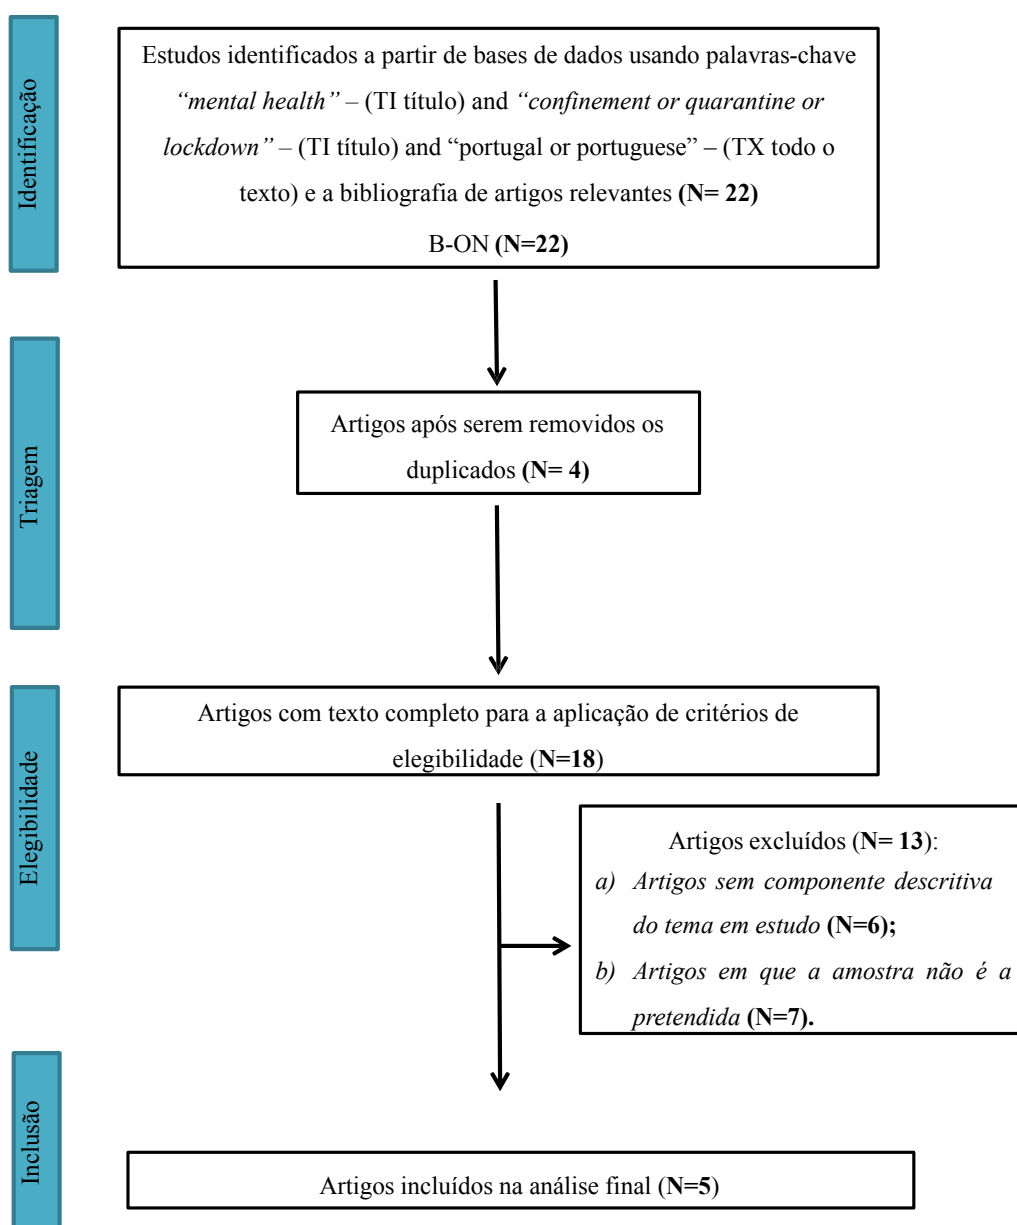 Identificação
Estudos identificados a partir de bases de dados usando palavras-chave
“mental health” – (TI título) and “confinement or quarantine or
lockdown” – (TI título) and “portugal or portuguese” – (TX todo o
texto) e a bibliografia de artigos relevantes (N= 22)
B-ON (N=22)
Triagem
Artigos após serem removidos os
duplicados (N= 4)
Elegibilidade
Artigos com texto completo para a aplicação de critérios de
elegibilidade (N=18)
Artigos excluídos (N= 13):
a) Artigos sem componente descritiva
do tema em estudo (N=6);
b) Artigos em que a amostra não é a
pretendida (N=7).
Inclusão
Artigos incluídos na análise final (N=5)